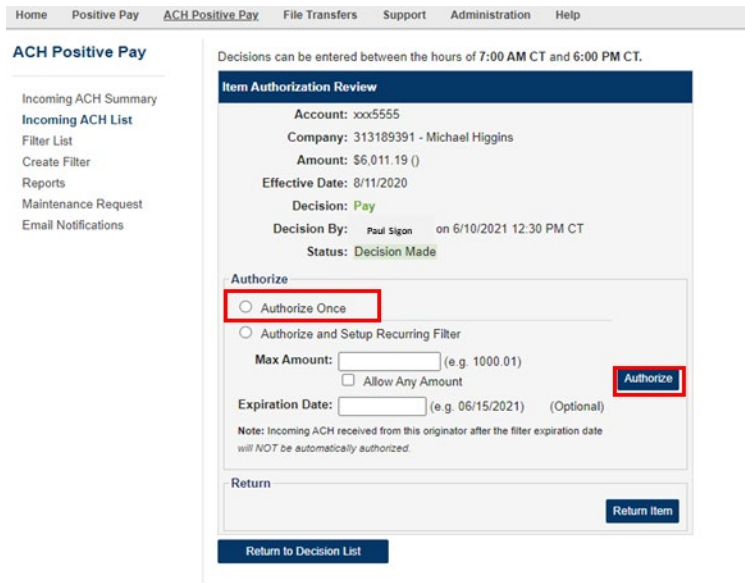 Home Positive Pay ACH Positive Pay File Transfers Support Administration Help
ACH Positive Pay
Incoming ACH Summary
Incoming ACH List
Filter List
Create Filter
Reports
Maintenance Request
Email Notifications
Decisions can be entered between the hours of 7:00 AM CT and 6:00 PM CT.
Item Authorization Review
Account: xxx5555
Company: 313189391 - Michael Higgins
Amount: $6,011.19 ()
Effective Date: 8/11/2020
Decision: Pay
Decision By: Paul Sigon on 6/10/2021 12:30 PM CT
Status: Decision Made
Authorize
Authorize Once
Authorize and Setup Recurring Filter
Max Amount: (e.g. 1000.01)
Allow Any Amount
Authorize
Expiration Date: (e.g. 06/15/2021) (Optional)
Note: Incoming ACH received from this originator after the filter expiration date
will NOT be automatically authorized.
Return
Return Item
Return to Decision List